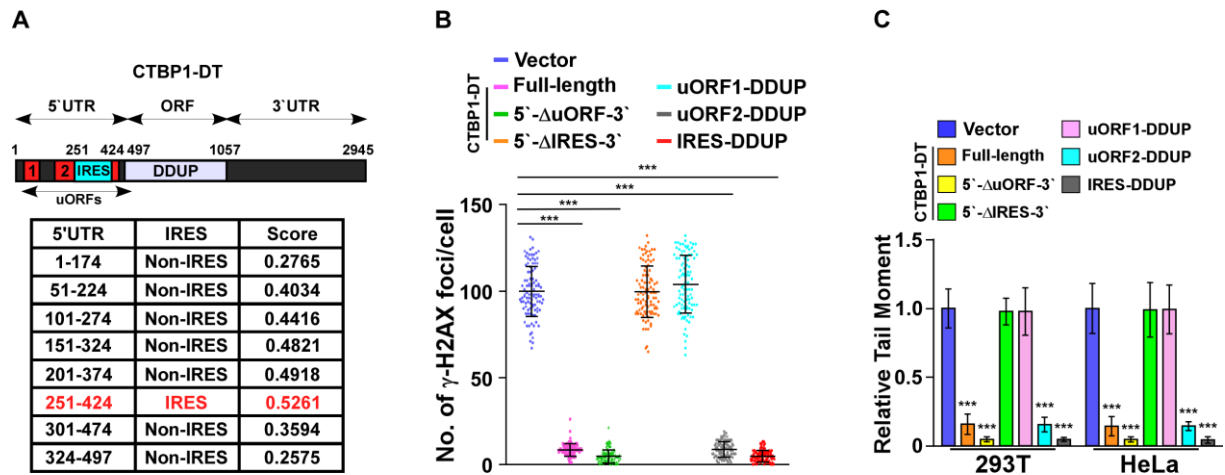 A
CTBP1-DT
5`UTR ORF 3`UTR
1 251 424 497 1057 2945
1 2 IRES DDUP
uORFs
5'UTR IRES Score
1-174 Non-IRES 0.2765
51-224 Non-IRES 0.4034
101-274 Non-IRES 0.4416
151-324 Non-IRES 0.4821
201-374 Non-IRES 0.4918
251-424 IRES 0.5261
301-474 Non-IRES 0.3594
324-497 Non-IRES 0.2575
B
Vector
CTBP1-DT
Full-length uORF1-DDUP
5`-ΔuORF-3` uORF2-DDUP
5`-ΔIRES-3` IRES-DDUP
***
***
***
***
No. of γ-H2AX foci/cell
150
100
50
0
C
Vector uORF1-DDUP
CTBP1-DT
Full-length uORF2-DDUP
5`-ΔuORF-3` IRES-DDUP
5`-ΔIRES-3`
Relative Tail Moment
1.5
1.0
0.5
0
*** *** *** *** *** *** *** ***
293T HeLa